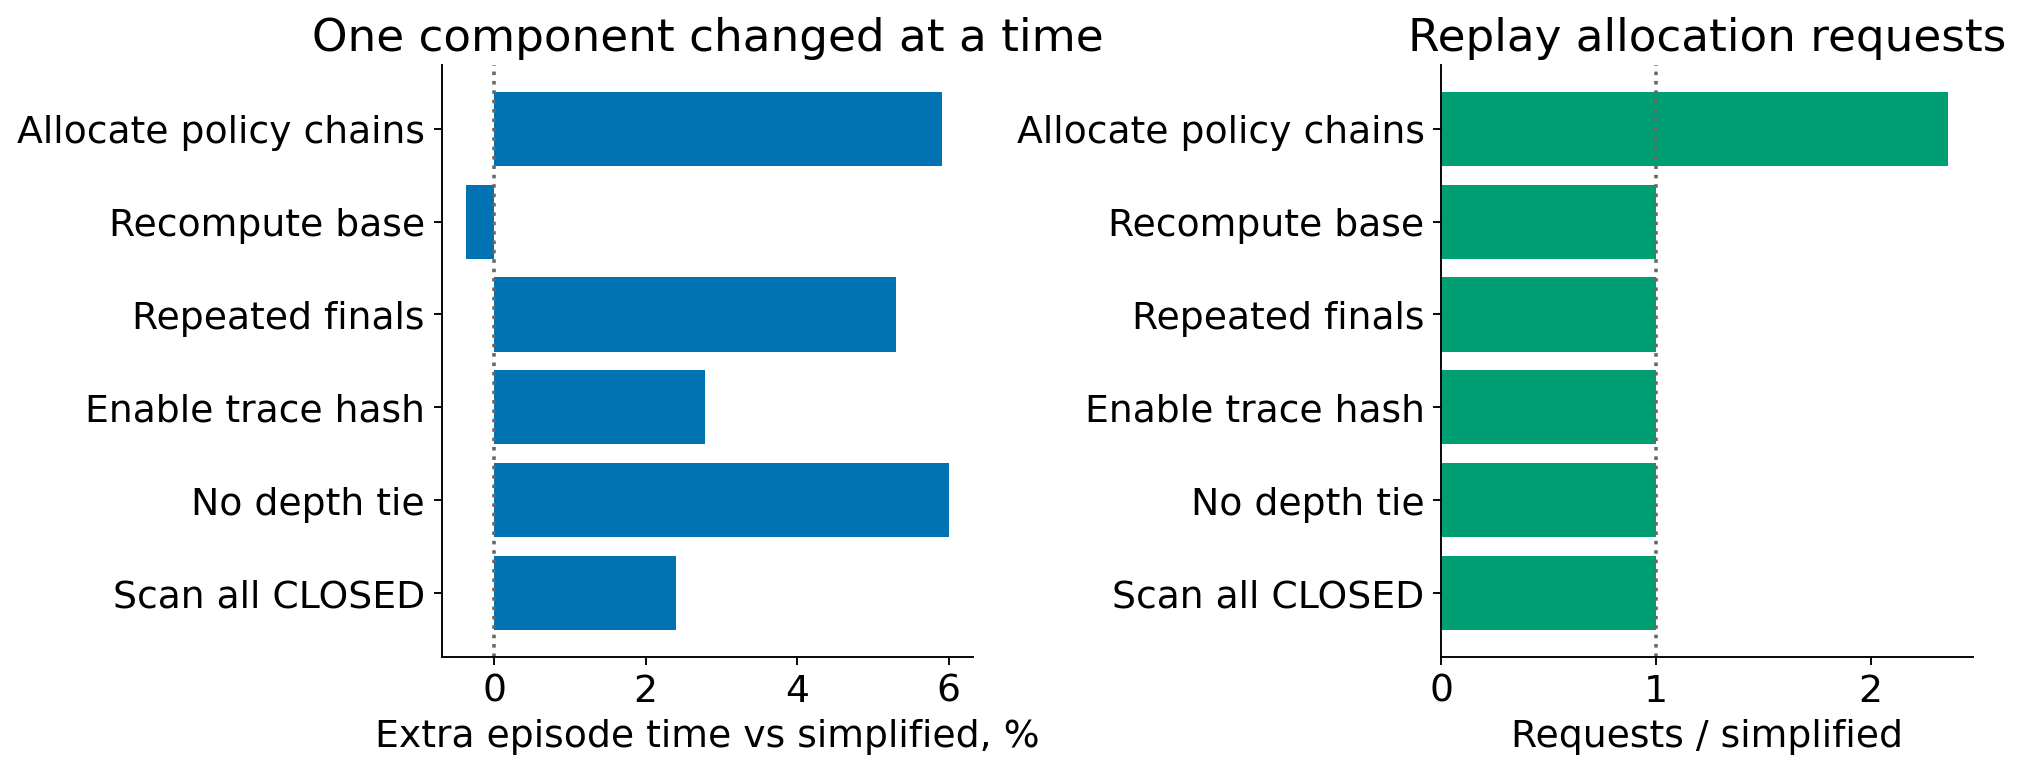 One component changed at a time
Allocate policy chains
Recompute base
Repeated finals
Enable trace hash
No depth tie
Scan all CLOSED
0 2 4 6
Extra episode time vs simplified, %
Replay allocation requests
Allocate policy chains
Recompute base
Repeated finals
Enable trace hash
No depth tie
Scan all CLOSED
0 1 2
Requests / simplified